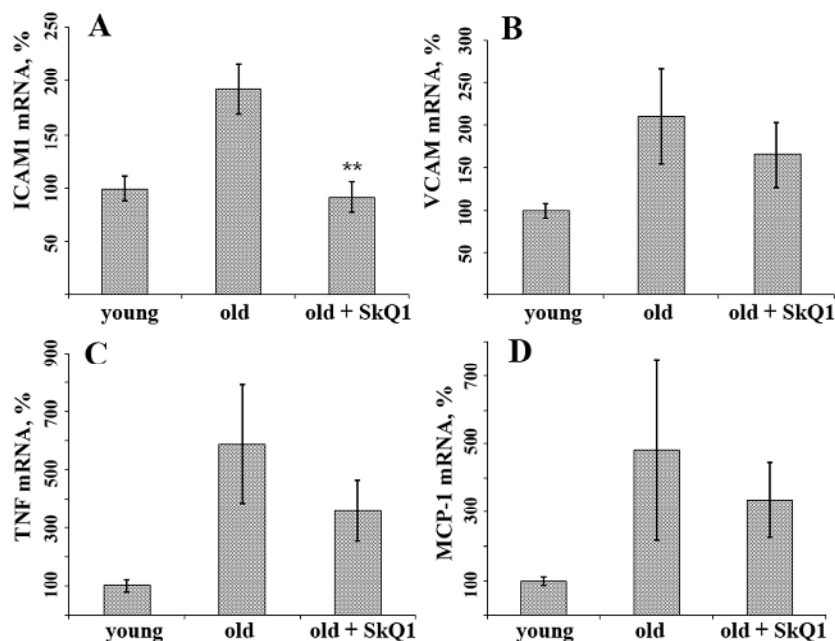 A
ICAM1 mRNA, %
250
200
150
100
50
**
young old old + SkQ1
B
VCAM mRNA, %
300
250
200
150
100
50
young old old + SkQ1
C
TNF mRNA, %
900
700
500
300
100
young old old + SkQ1
D
MCP-1 mRNA, %
700
500
300
100
young old old + SkQ1